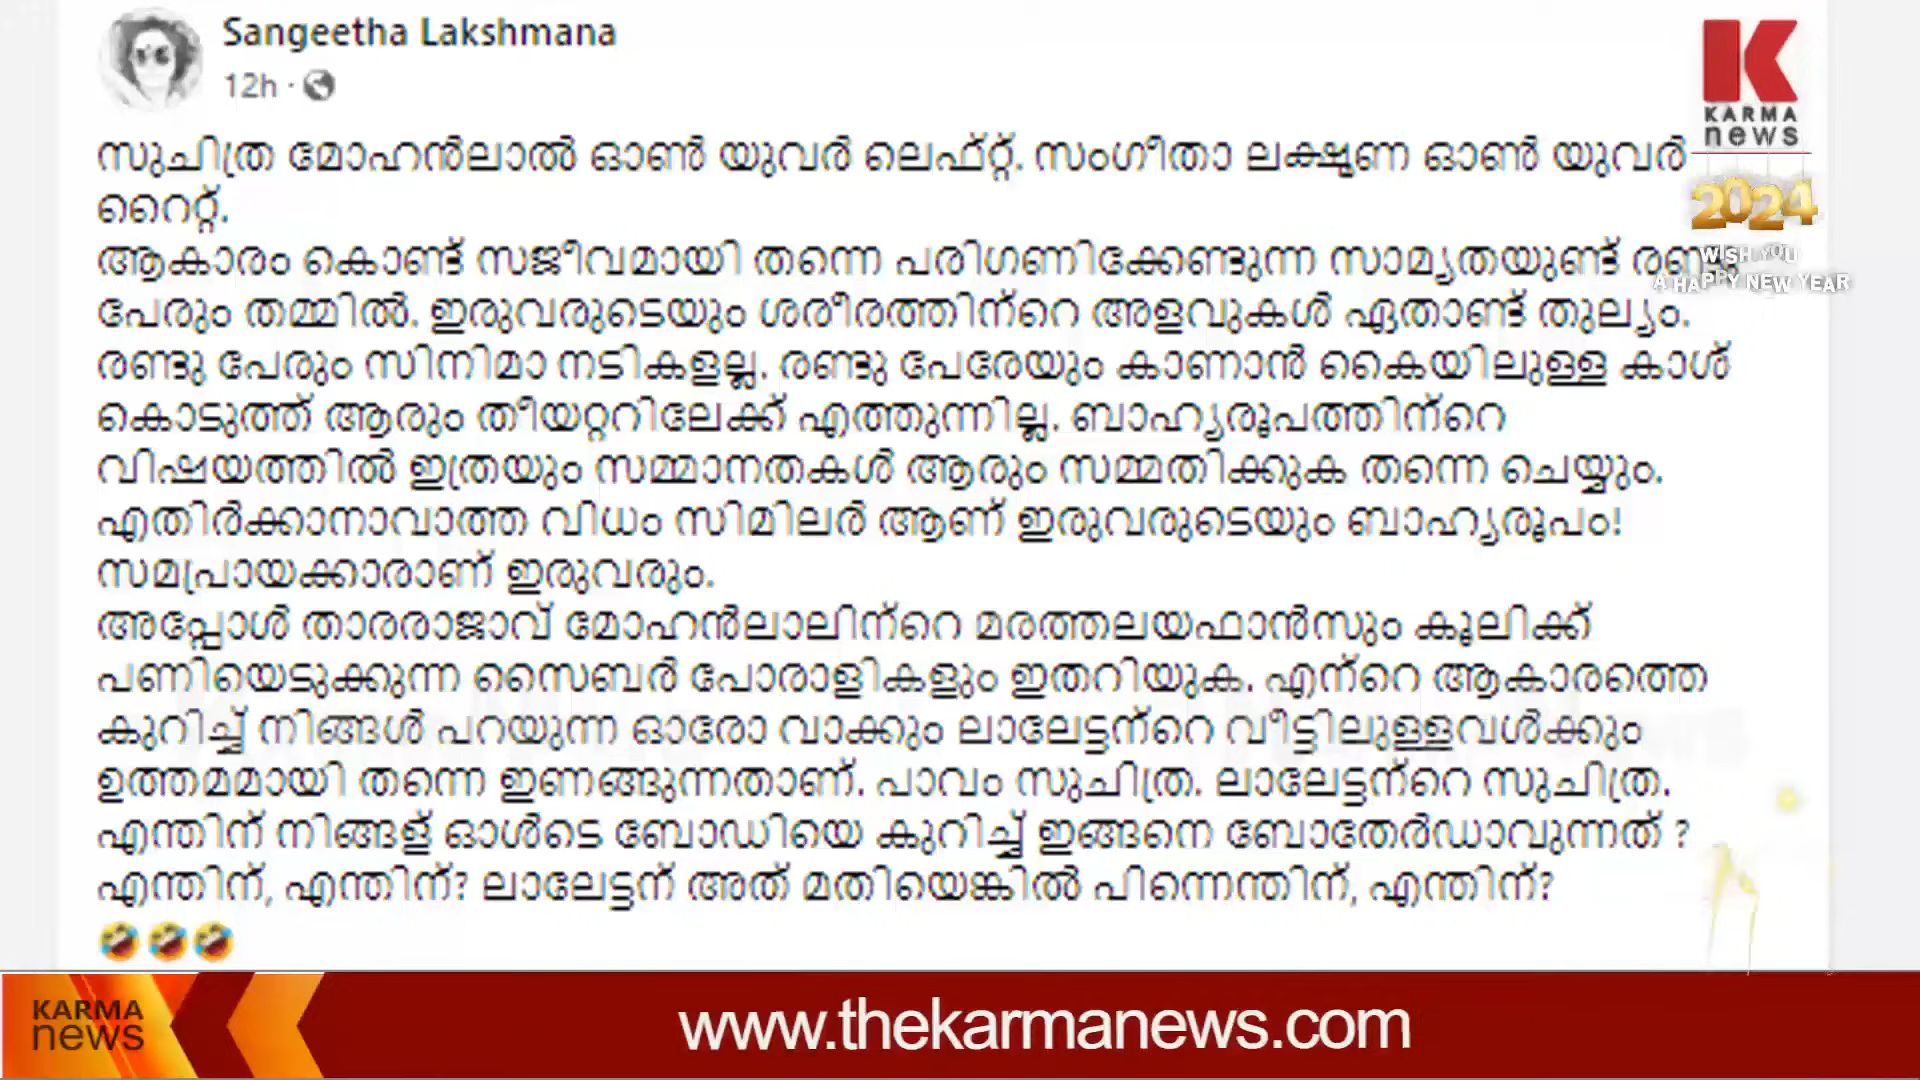 Sangeetha Lakshmana
12h ·
സുചിത്ര മോഹൻലാൽ ഓൺ യുവർ ലെഫ്റ്റ്. സംഗീതാ ലക്ഷ്മണ ഓൺ യുവർ
റൈറ്റ്.
ആകാരം കൊണ്ട് സജീവമായി തന്നെ പരിഗണിക്കേണ്ടുന്ന സാമ്യതയുണ്ട്
പേരും തമ്മിൽ. ഇരുവരുടെയും ശരീരത്തിന്റെ അളവുകൾ ഏതാണ്ട് തുല്യം.
രണ്ടു പേരും സിനിമാ നടികളല്ല. രണ്ടു പേരേയും കാണാൻ കൈയിലുള്ള കാശ്
കൊടുത്ത് ആരും തീയറ്ററിലേക്ക് എത്തുന്നില്ല. ബാഹ്യരൂപത്തിന്റെ
വിഷയത്തിൽ ഇത്രയും സമ്മാനതകൾ ആരും സമ്മതിക്കുക തന്നെ ചെയ്യും.
എതിർക്കാനാവാത്ത വിധം സിമിലർ ആണ് ഇരുവരുടെയും ബാഹ്യരൂപം!
സമപ്രായക്കാരാണ് ഇരുവരും.
അപ്പോൾ താരരാജാവ് മോഹൻലാലിന്റെ മരത്തലയഫാൻസും കൂലിക്ക്
പണിയെടുക്കുന്ന സൈബർ പോരാളികളും ഇതറിയുക. എന്റെ ആകാരത്തെ
കുറിച്ച് നിങ്ങൾ പറയുന്ന ഓരോ വാക്കും ലാലേട്ടന്റെ വീട്ടിലുള്ളവൾക്കും
ഉത്തമമായി തന്നെ ഇണങ്ങുന്നതാണ്. പാവം സുചിത്ര. ലാലേട്ടന്റെ സുചിത്ര.
എന്തിന് നിങ്ങള് ഓൾടെ ബോഡിയെ കുറിച്ച് ഇങ്ങനെ ബോതേർഡാവുന്നത് ?
എന്തിന്, എന്തിന്? ലാലേട്ടന് അത് മതിയെങ്കിൽ പിന്നെന്തിന്, എന്തിന്?
🤣🤣🤣
K
KARMA
news
2024
WISH YOU
A HAPPY NEW YEAR
KARMA
news
www.thekarmanews.com